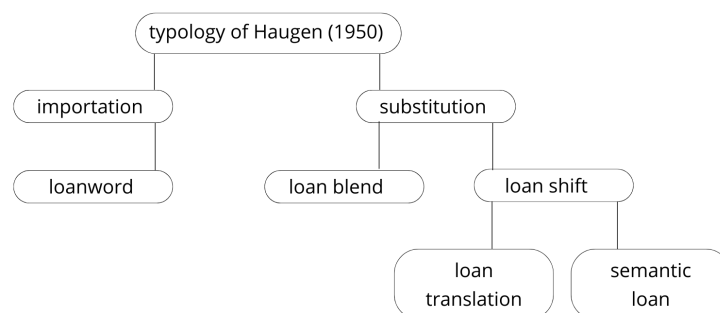 typology of Haugen (1950)
importation
substitution
loanword
loan blend
loan shift
loan
translation
semantic
loan